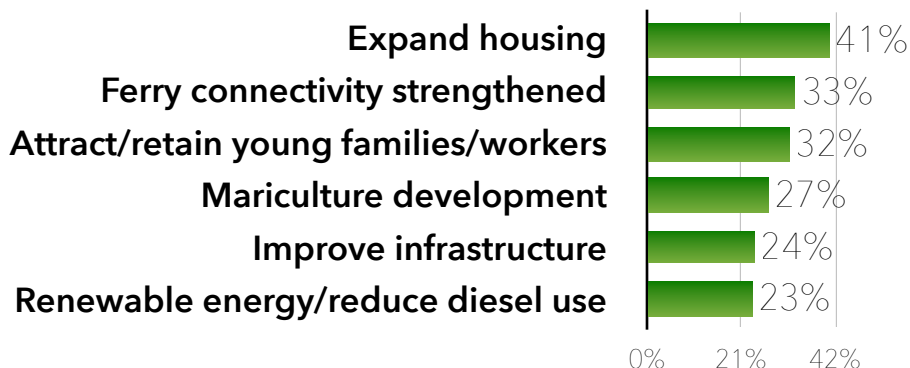 Expand housing 41%
Ferry connectivity strengthened 33%
Attract/retain young families/workers 32%
Mariculture development 27%
Improve infrastructure 24%
Renewable energy/reduce diesel use 23%
0% 21% 42%